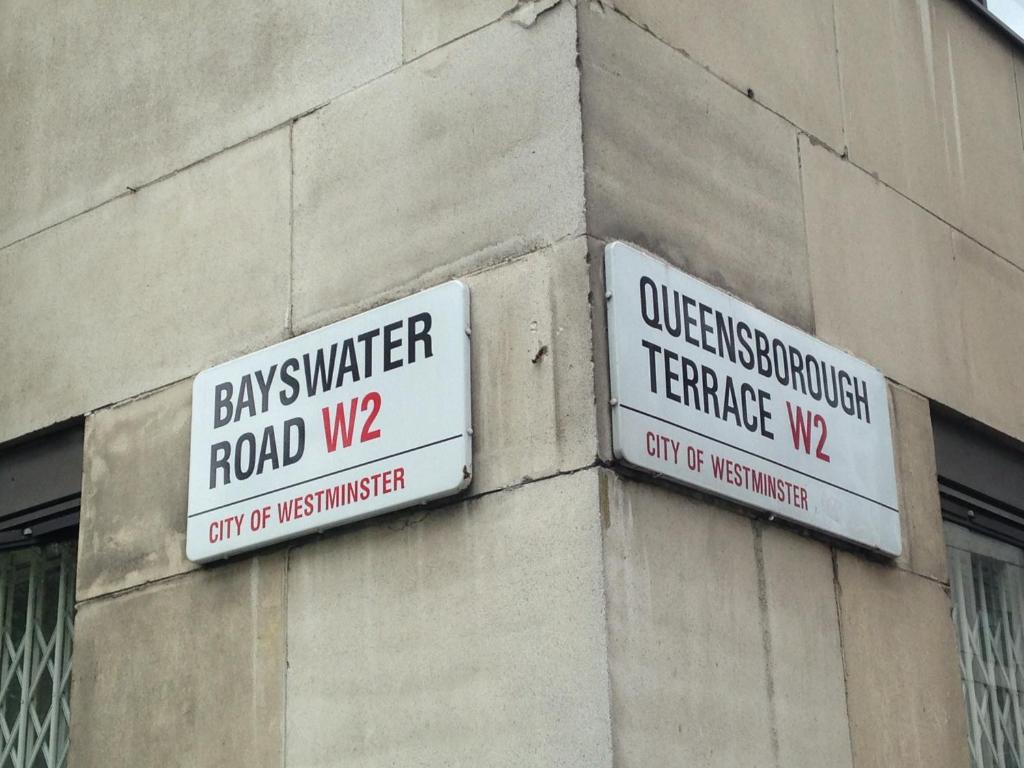 BAYSWATER
ROAD W2
CITY OF WESTMINSTER
QUEENSBOROUGH
TERRACE W2
CITY OF WESTMINSTER